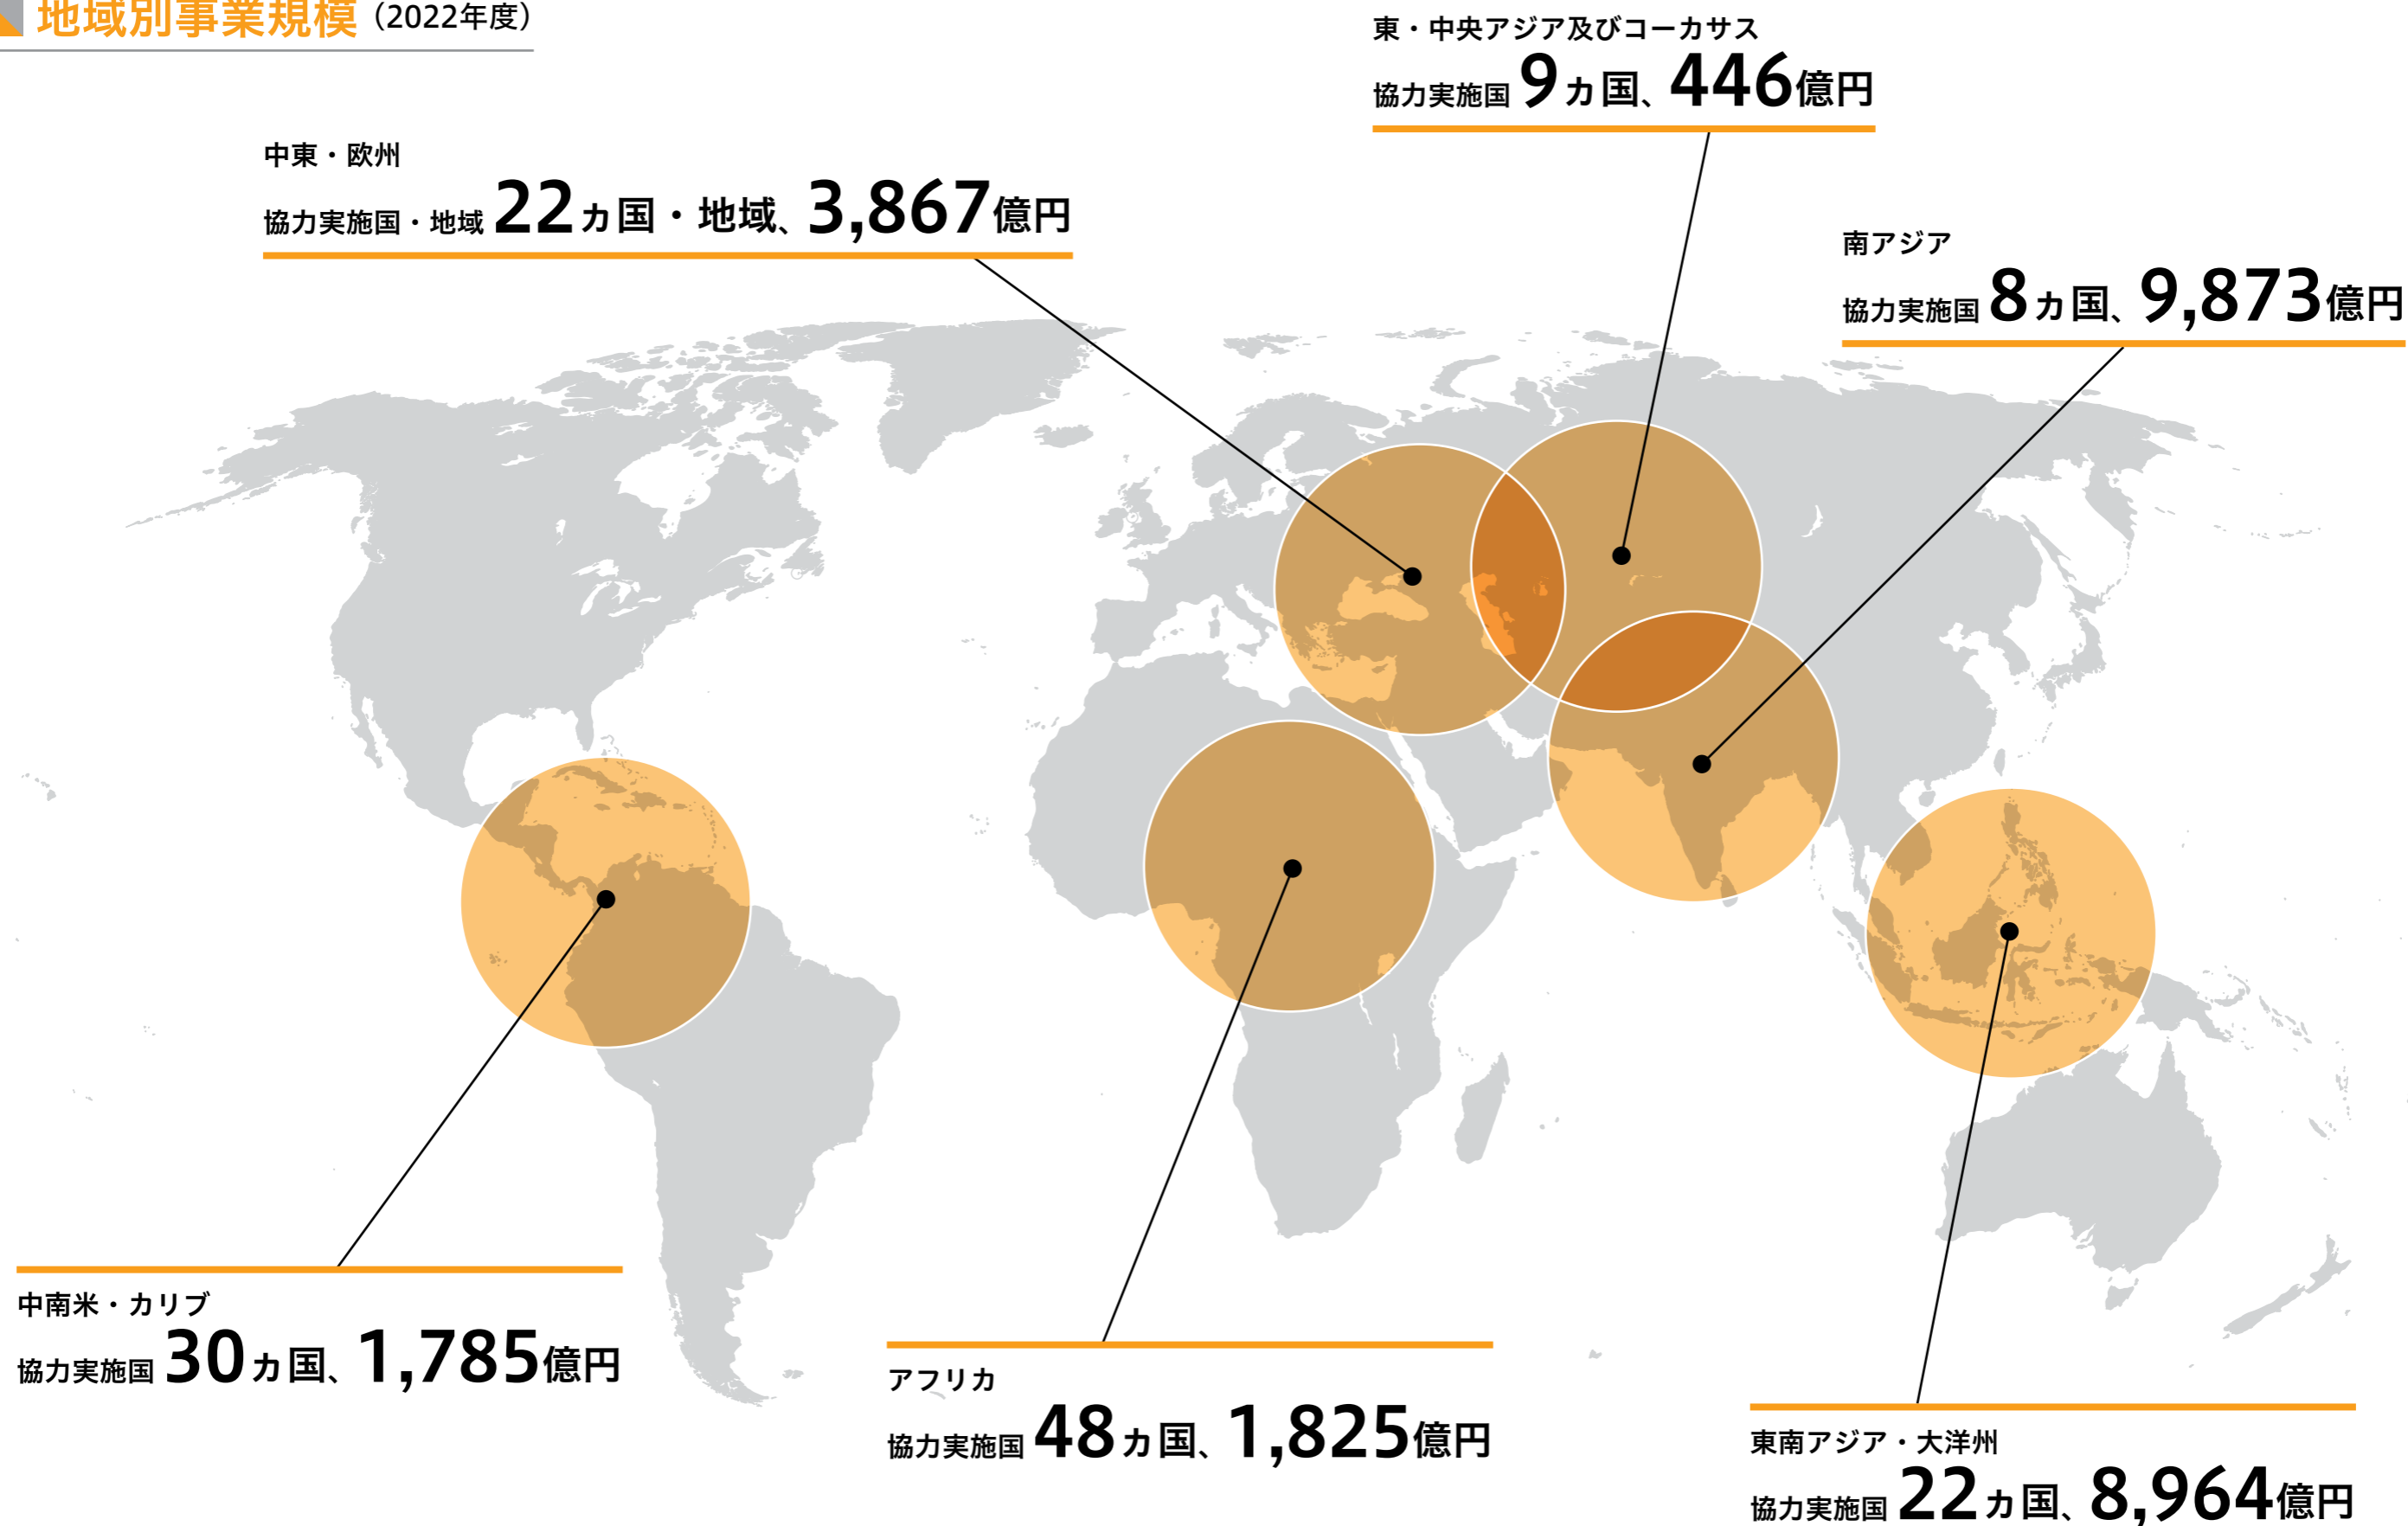 地域別事業規模（2022年度）
東・中央アジア及びコーカサス
協力実施国 9ヵ国、446億円
中東・欧州
協力実施国・地域 22ヵ国・地域、3,867億円
南アジア
協力実施国 8ヵ国、9,873億円
中南米・カリブ
協力実施国 30ヵ国、1,785億円
アフリカ
協力実施国 48ヵ国、1,825億円
東南アジア・大洋州
協力実施国 22ヵ国、8,964億円